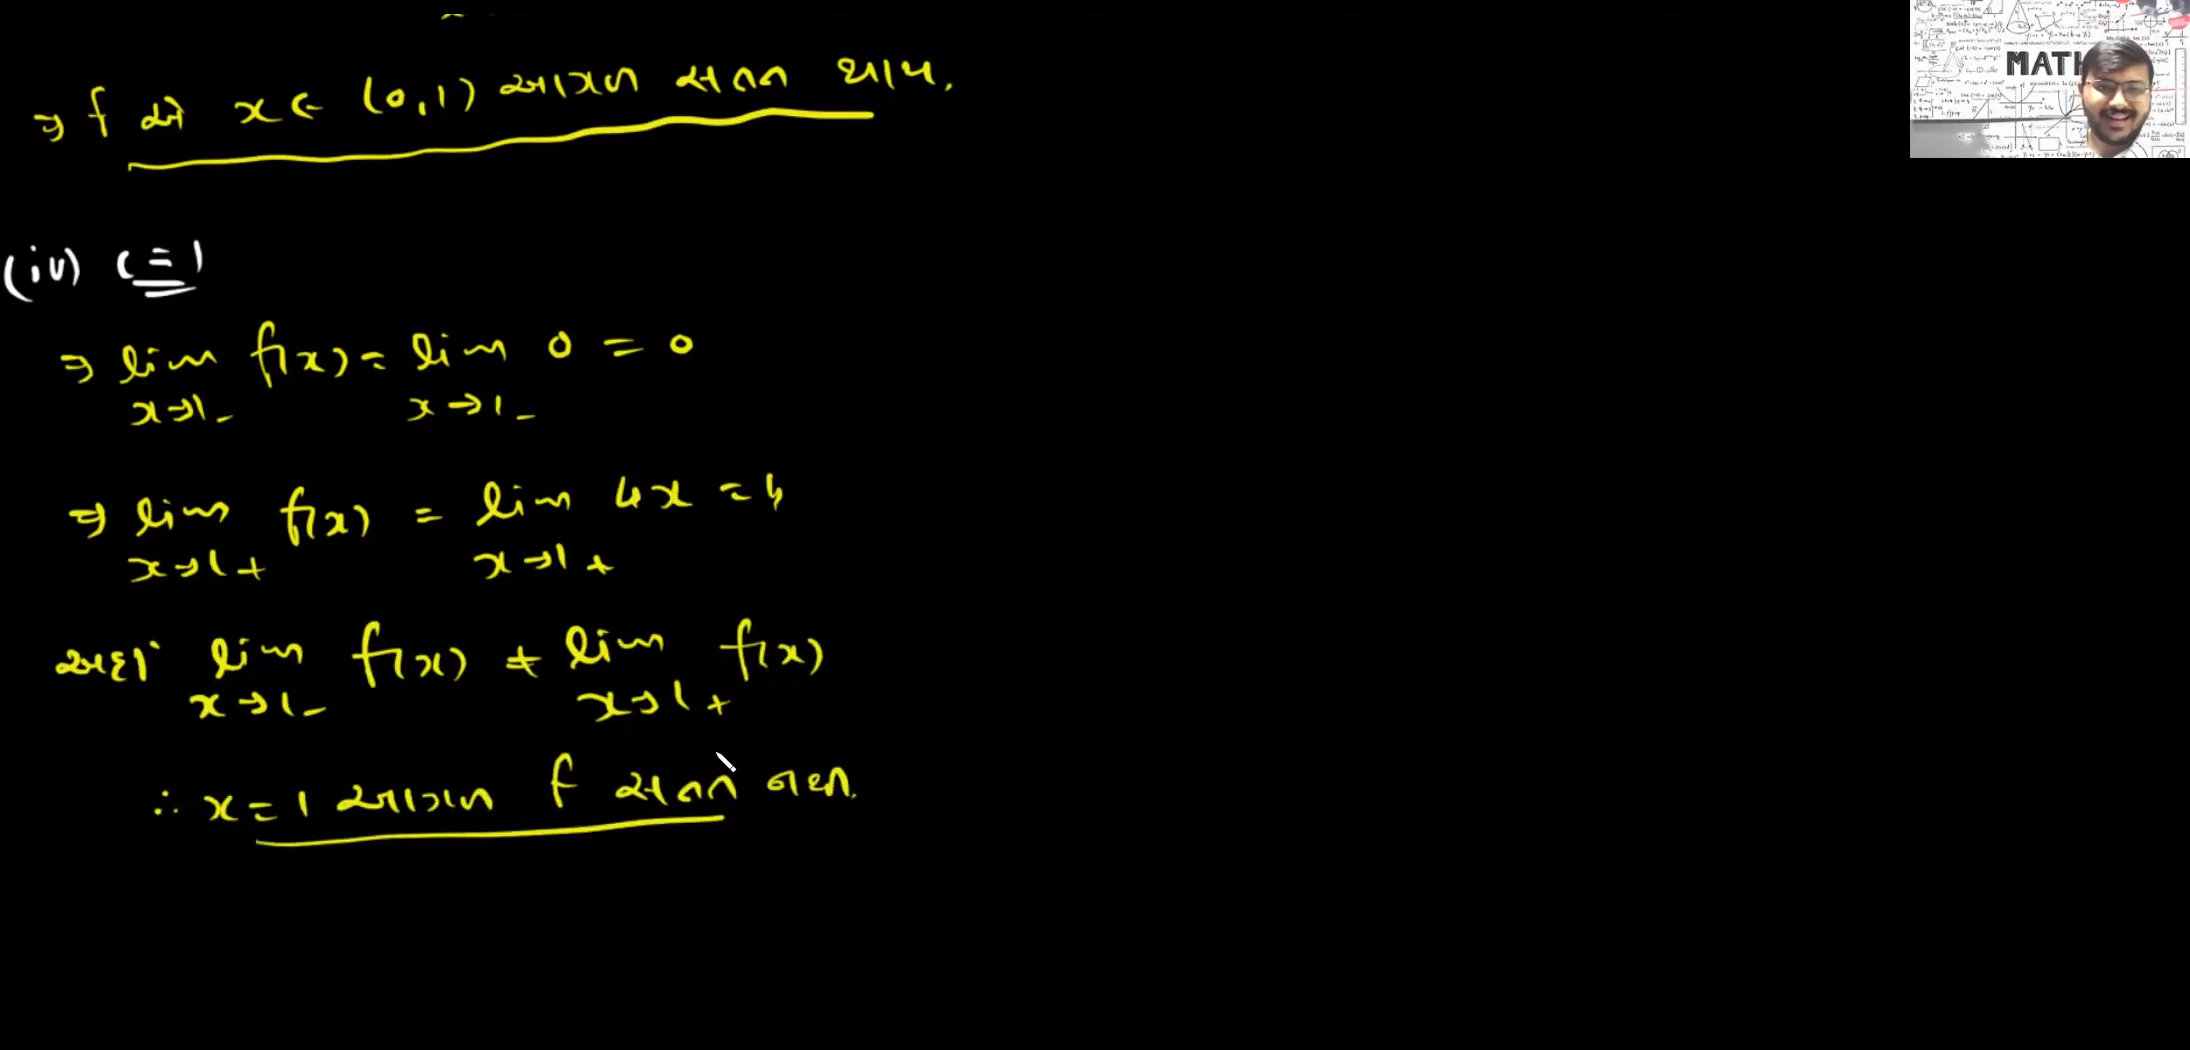 ⇒ f એ x ∈ (0,1) આગળ સતત થાય.
(iv) c = 1
⇒ lim f(x) = lim 0 = 0
x→1- x→1-
⇒ lim f(x) = lim 4x = 4
x→1+ x→1+
અહીં lim f(x) ≠ lim f(x)
x→1- x→1+
∴ x = 1 આગળ f સતત નથી.
MATH